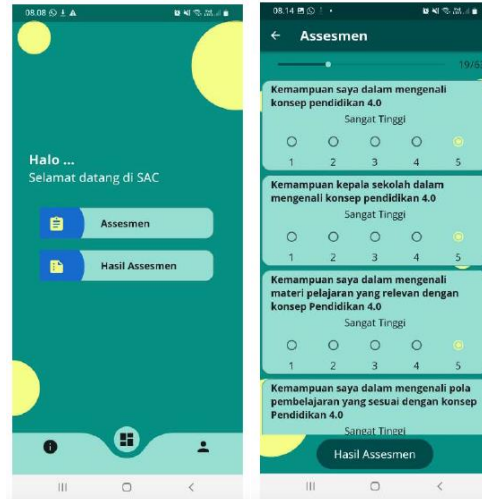 08.08
Halo ...
Selamat datang di SAC
Assesmen
Hasil Assesmen
08.14
Assesmen
19/6
Kemampuan saya dalam mengenali
konsep pendidikan 4.0
Sangat Tinggi
1 2 3 4 5
Kemampuan kepala sekolah dalam
mengenali konsep pendidikan 4.0
Sangat Tinggi
1 2 3 4 5
Kemampuan saya dalam mengenali
materi pelajaran yang relevan dengan
konsep Pendidikan 4.0
Sangat Tinggi
1 2 3 4 5
Kemampuan saya dalam mengenali pola
pembelajaran yang sesuai dengan konsep
Pendidikan 4.0
Sangat Tinggi
Hasil Assesmen